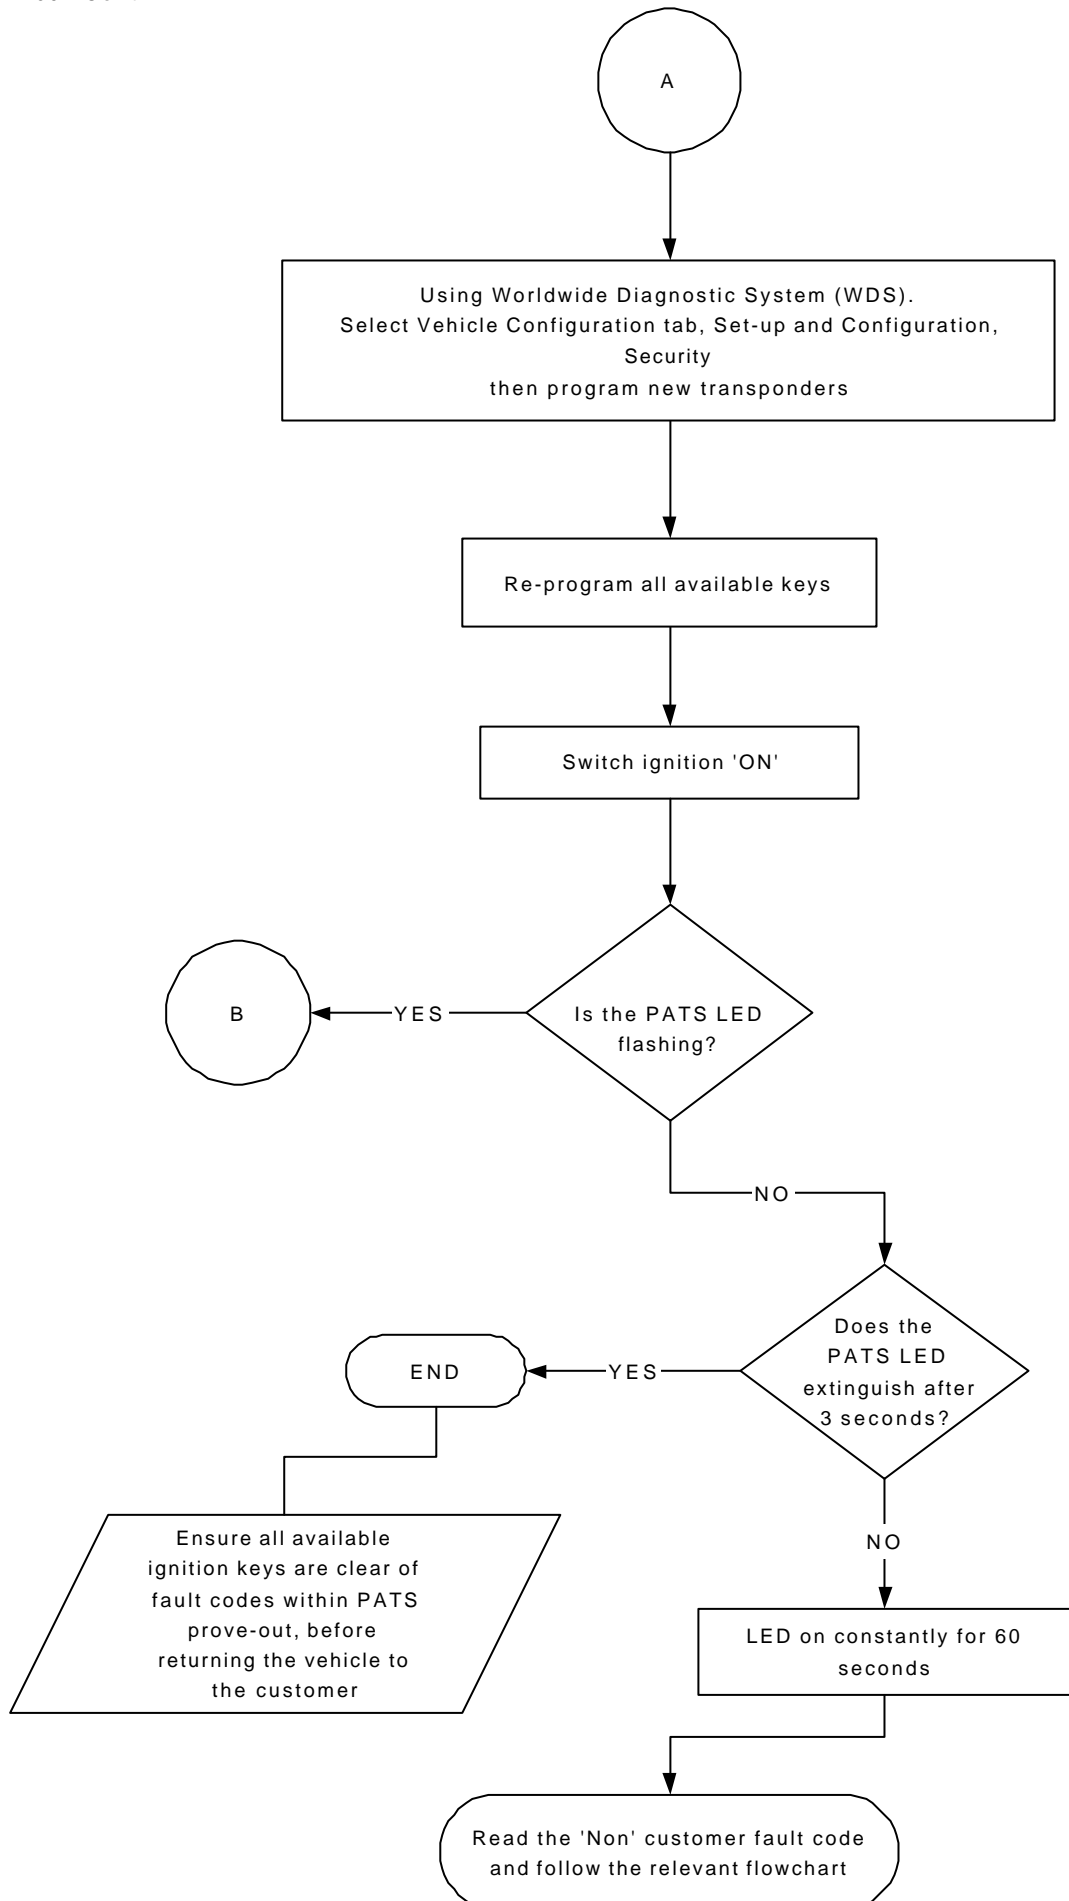 A
Using Worldwide Diagnostic System (WDS).
Select Vehicle Configuration tab, Set-up and Configuration,
Security
then program new transponders
Re-program all available keys
Switch ignition 'ON'
Is the PATS LED
flashing?
YES
B
NO
Does the
PATS LED
extinguish after
3 seconds?
YES
END
Ensure all available
ignition keys are clear of
fault codes within PATS
prove-out, before
returning the vehicle to
the customer
NO
LED on constantly for 60
seconds
Read the 'Non' customer fault code
and follow the relevant flowchart